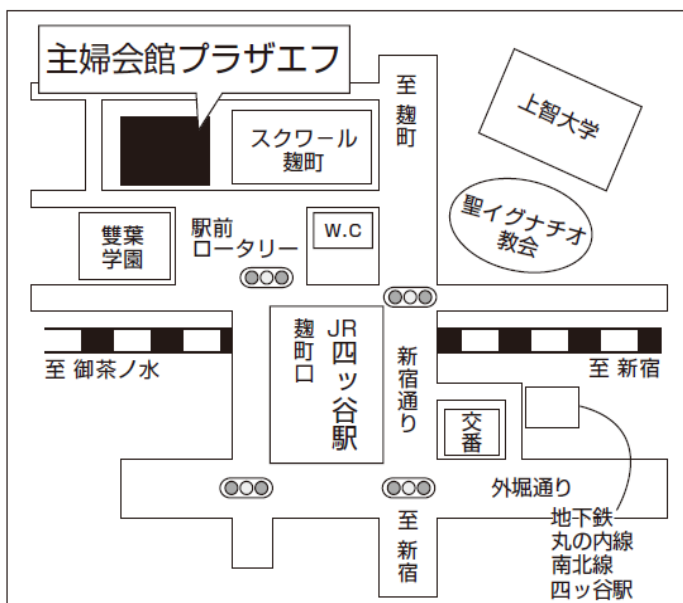 主婦会館プラザエフ
至 麹町
上智大学
スクワール
麹町
聖イグナチオ
教会
雙葉
学園
駅前
ロータリー
W.C
JR四ッ谷駅
麹町口
新宿通り
至 御茶ノ水
至 新宿
交番
外堀通り
至 新宿
地下鉄
丸の内線
南北線
四ッ谷駅